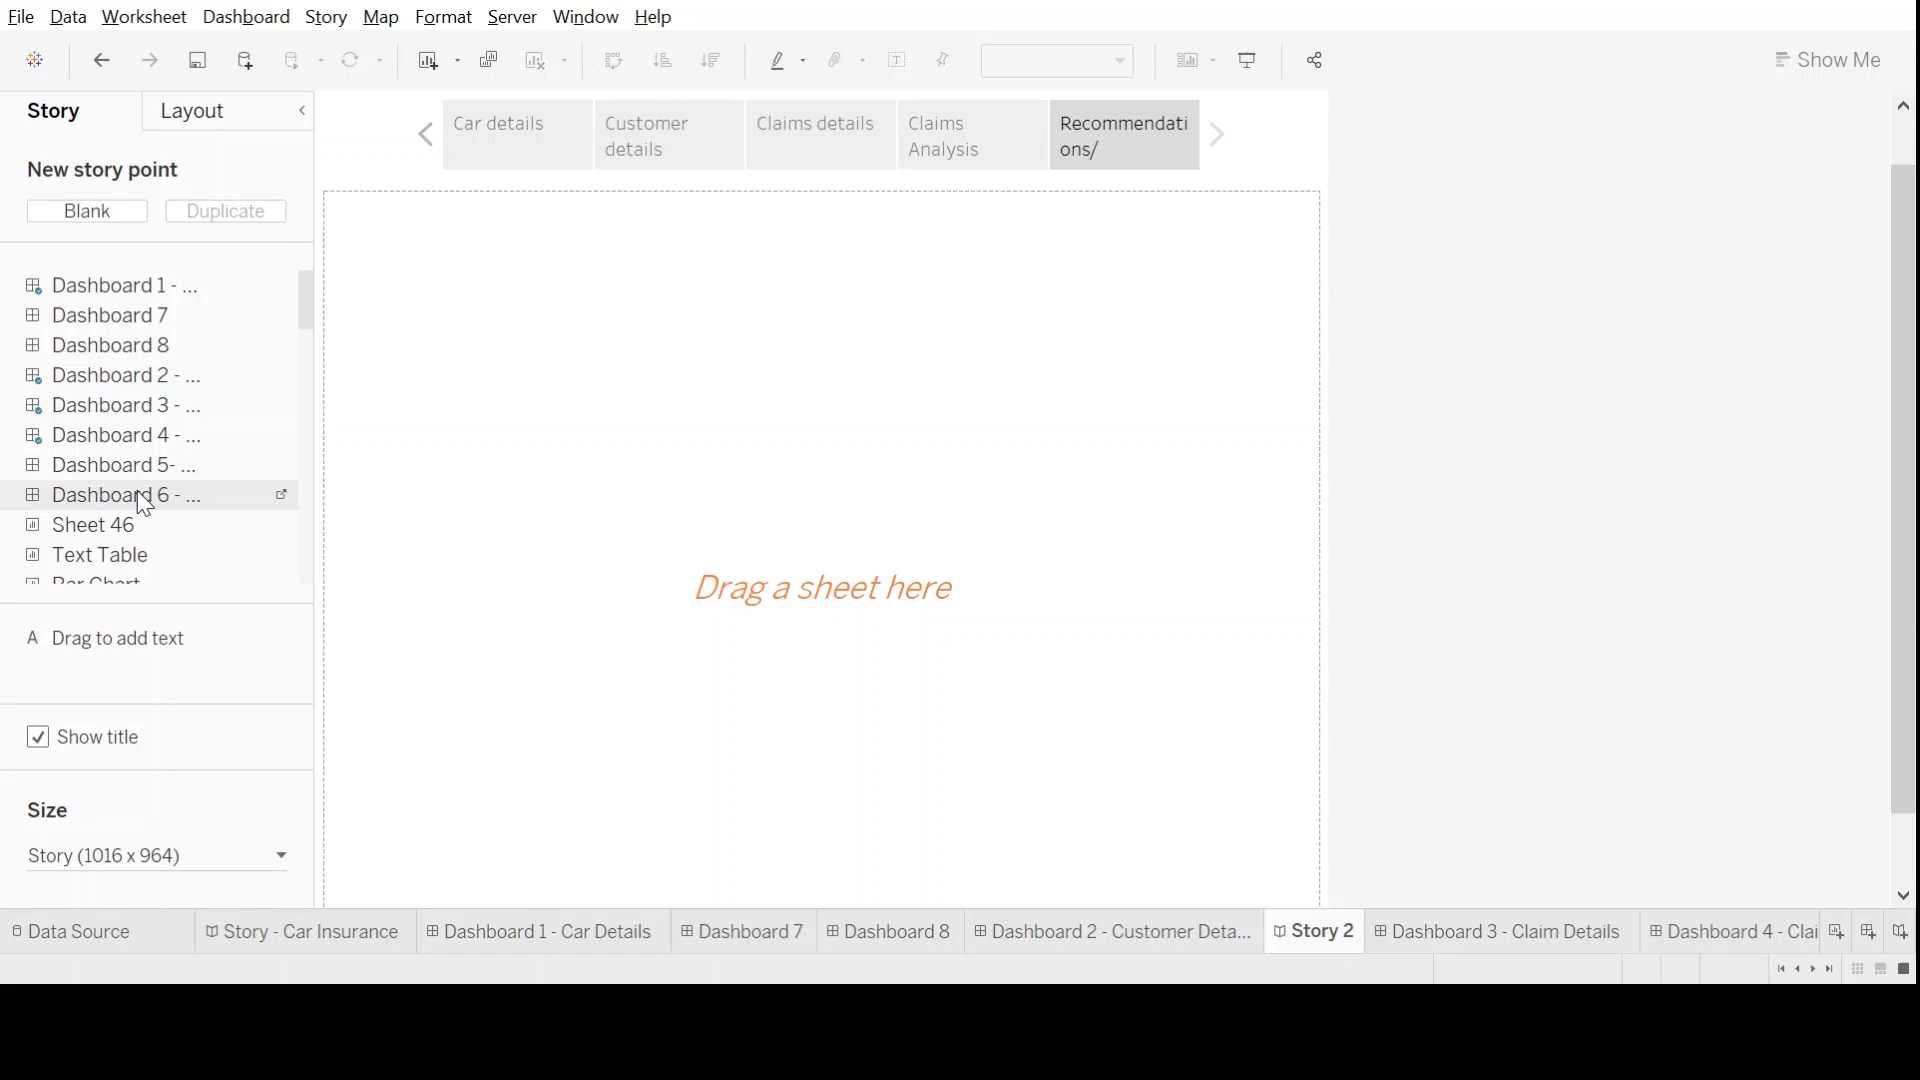 File Data Worksheet Dashboard Story Map Format Server Window Help
Show Me
Story Layout
Car details
Customer
details
Claims details
Claims
Analysis
Recommendati
ons/
New story point
Blank Duplicate
Dashboard 1 - ...
Dashboard 7
Dashboard 8
Dashboard 2 - ...
Dashboard 3 - ...
Dashboard 4 - ...
Dashboard 5- ...
Dashboard 6 - ...
Sheet 46
Text Table
Bar Chart
Drag a sheet here
A Drag to add text
Show title
Size
Story (1016 x 964)
Data Source Story - Car Insurance Dashboard 1 - Car Details Dashboard 7 Dashboard 8 Dashboard 2 - Customer Deta... Story 2 Dashboard 3 - Claim Details Dashboard 4 - Clai